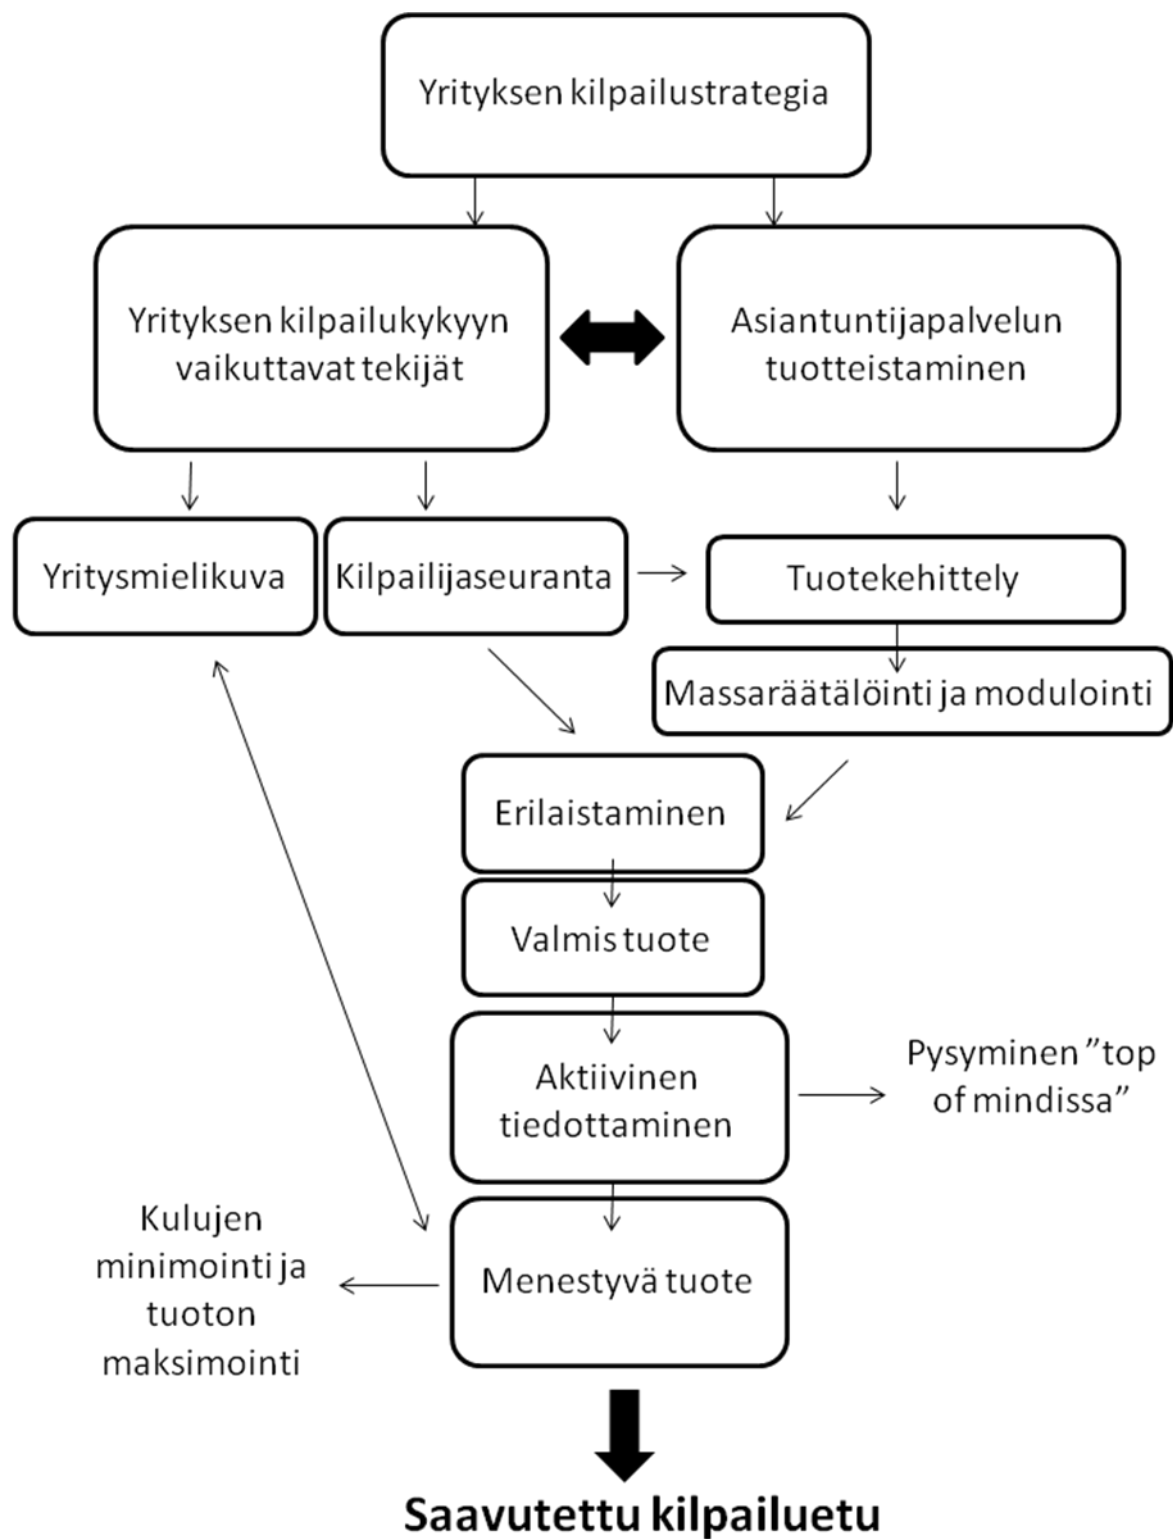 Yrityksen kilpailustrategia
Yrityksen kilpailukykyyn
vaikuttavat tekijät
Asiantuntijapalvelun
tuotteistaminen
Yritysmielikuva
Kilpailijaseuranta
Tuotekehittely
Massaräätälöinti ja modulointi
Erilaistaminen
Valmis tuote
Aktiivinen
tiedottaminen
Pysyminen ”top
of mindissa”
Kulujen
minimointi ja
tuoton
maksimointi
Menestyvä tuote
Saavutettu kilpailuetu